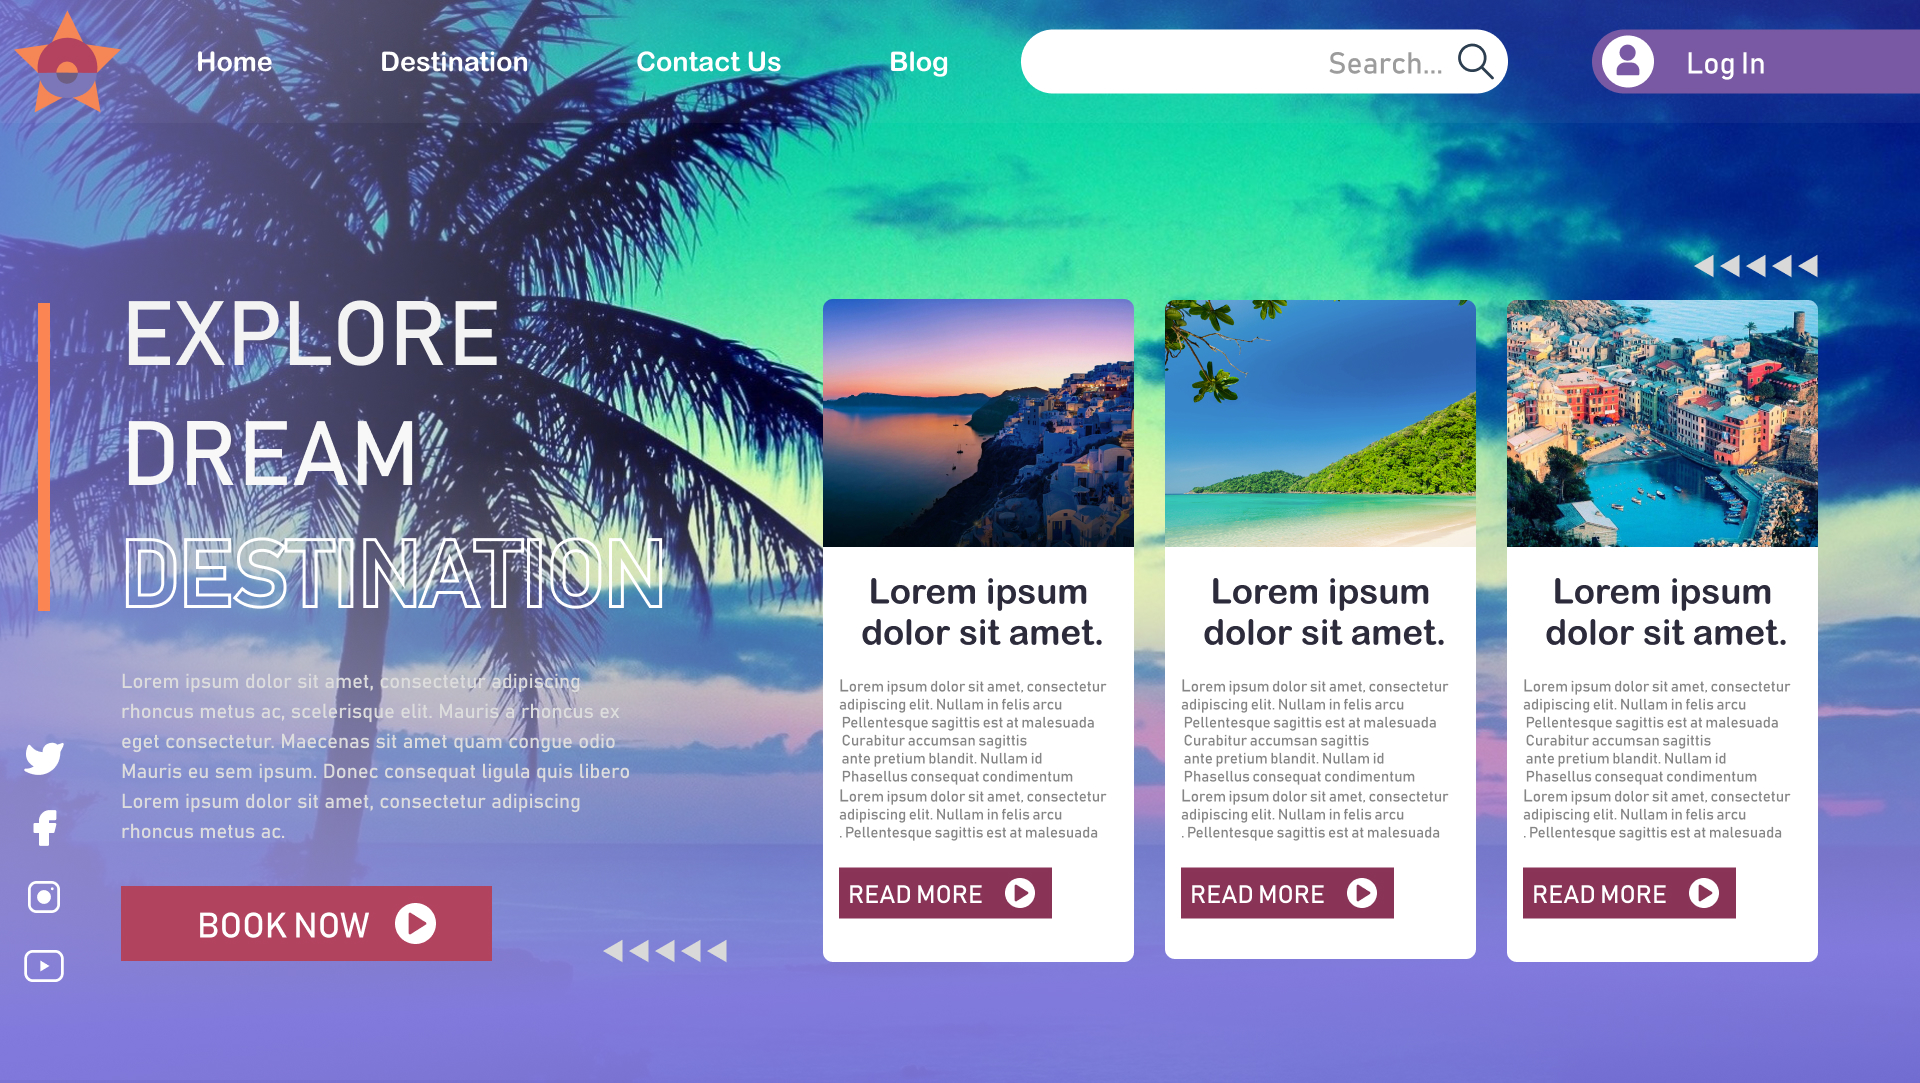 Home
Destination
Contact Us
Blog
Search...
Log In
EXPLORE
DREAM
DESTINATION
Lorem ipsum dolor sit amet, consectetur adipiscing
rhoncus metus ac, scelerisque elit. Mauris a rhoncus ex
eget consectetur. Maecenas sit amet quam congue odio
Mauris eu sem ipsum. Donec consequat ligula quis libero
Lorem ipsum dolor sit amet, consectetur adipiscing
rhoncus metus ac.
BOOK NOW
Lorem ipsum
dolor sit amet.
Lorem ipsum dolor sit amet, consectetur
adipiscing elit. Nullam in felis arcu
Pellentesque sagittis est at malesuada
Curabitur accumsan sagittis
ante pretium blandit. Nullam id
Phasellus consequat condimentum
Lorem ipsum dolor sit amet, consectetur
adipiscing elit. Nullam in felis arcu
. Pellentesque sagittis est at malesuada
READ MORE
Lorem ipsum
dolor sit amet.
Lorem ipsum dolor sit amet, consectetur
adipiscing elit. Nullam in felis arcu
Pellentesque sagittis est at malesuada
Curabitur accumsan sagittis
ante pretium blandit. Nullam id
Phasellus consequat condimentum
Lorem ipsum dolor sit amet, consectetur
adipiscing elit. Nullam in felis arcu
. Pellentesque sagittis est at malesuada
READ MORE
Lorem ipsum
dolor sit amet.
Lorem ipsum dolor sit amet, consectetur
adipiscing elit. Nullam in felis arcu
Pellentesque sagittis est at malesuada
Curabitur accumsan sagittis
ante pretium blandit. Nullam id
Phasellus consequat condimentum
Lorem ipsum dolor sit amet, consectetur
adipiscing elit. Nullam in felis arcu
. Pellentesque sagittis est at malesuada
READ MORE